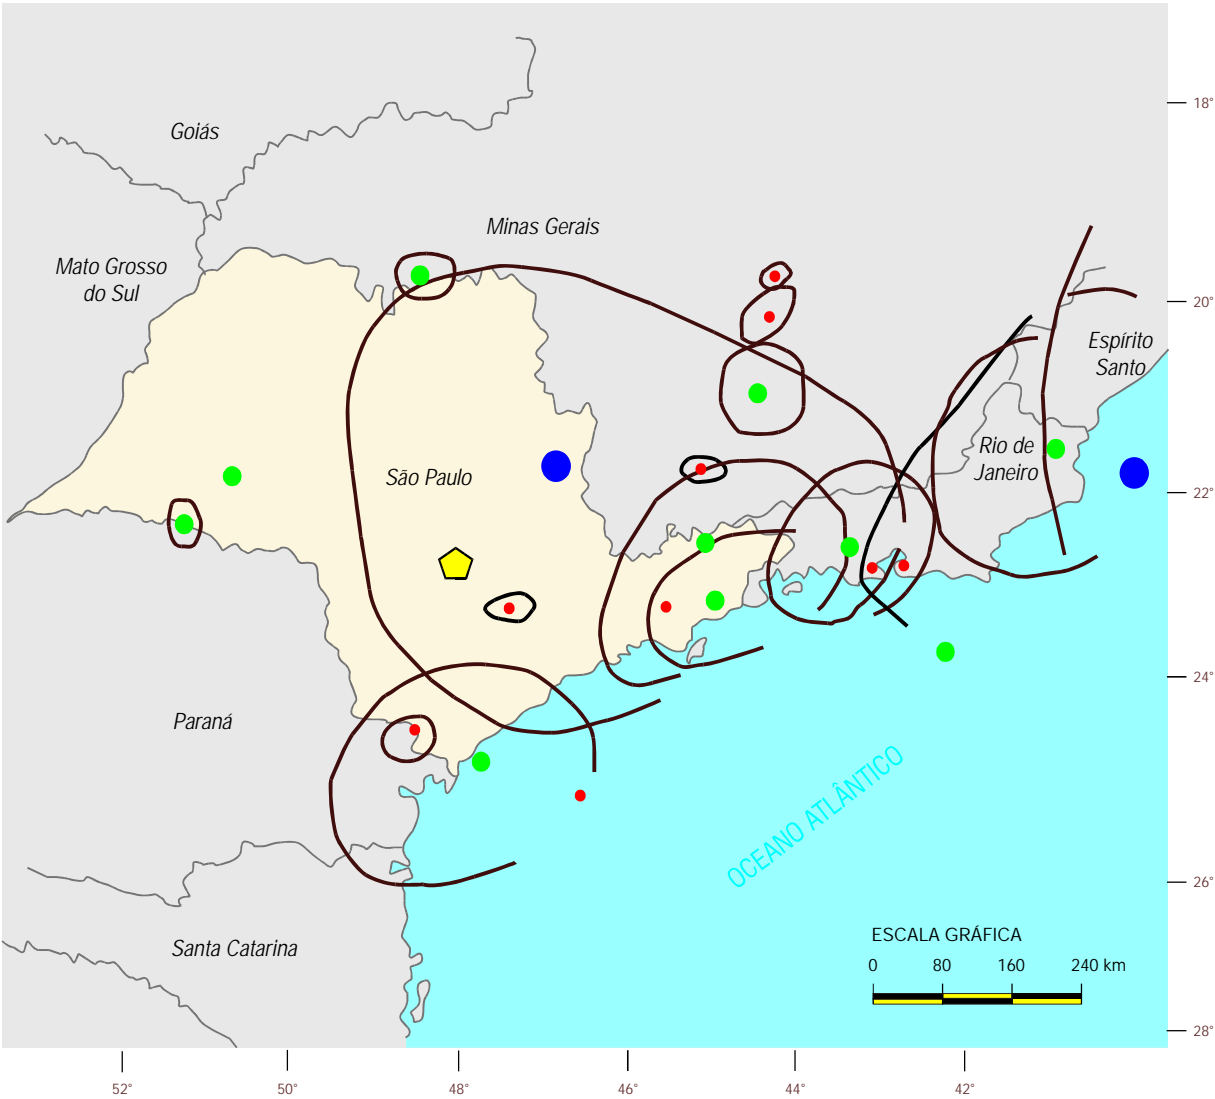 18°
Goiás
Minas Gerais
Mato Grosso
do Sul
20°
Espírito
Santo
Rio de
Janeiro
São Paulo
22°
24°
Paraná
OCEANO ATLÂNTICO
26°
ESCALA GRÁFICA
Santa Catarina
0 80 160 240 km
28°
52° 50° 48° 46° 44° 42°